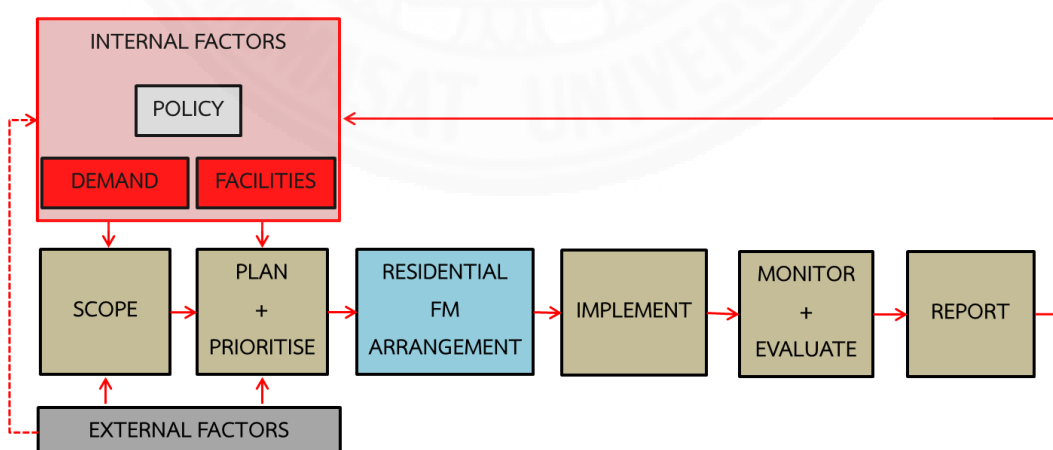 INTERNAL FACTORS
POLICY
DEMAND
FACILITIES
SCOPE
PLAN
+
PRIORITISE
RESIDENTIAL
FM
ARRANGEMENT
IMPLEMENT
MONITOR
+
EVALUATE
REPORT
EXTERNAL FACTORS